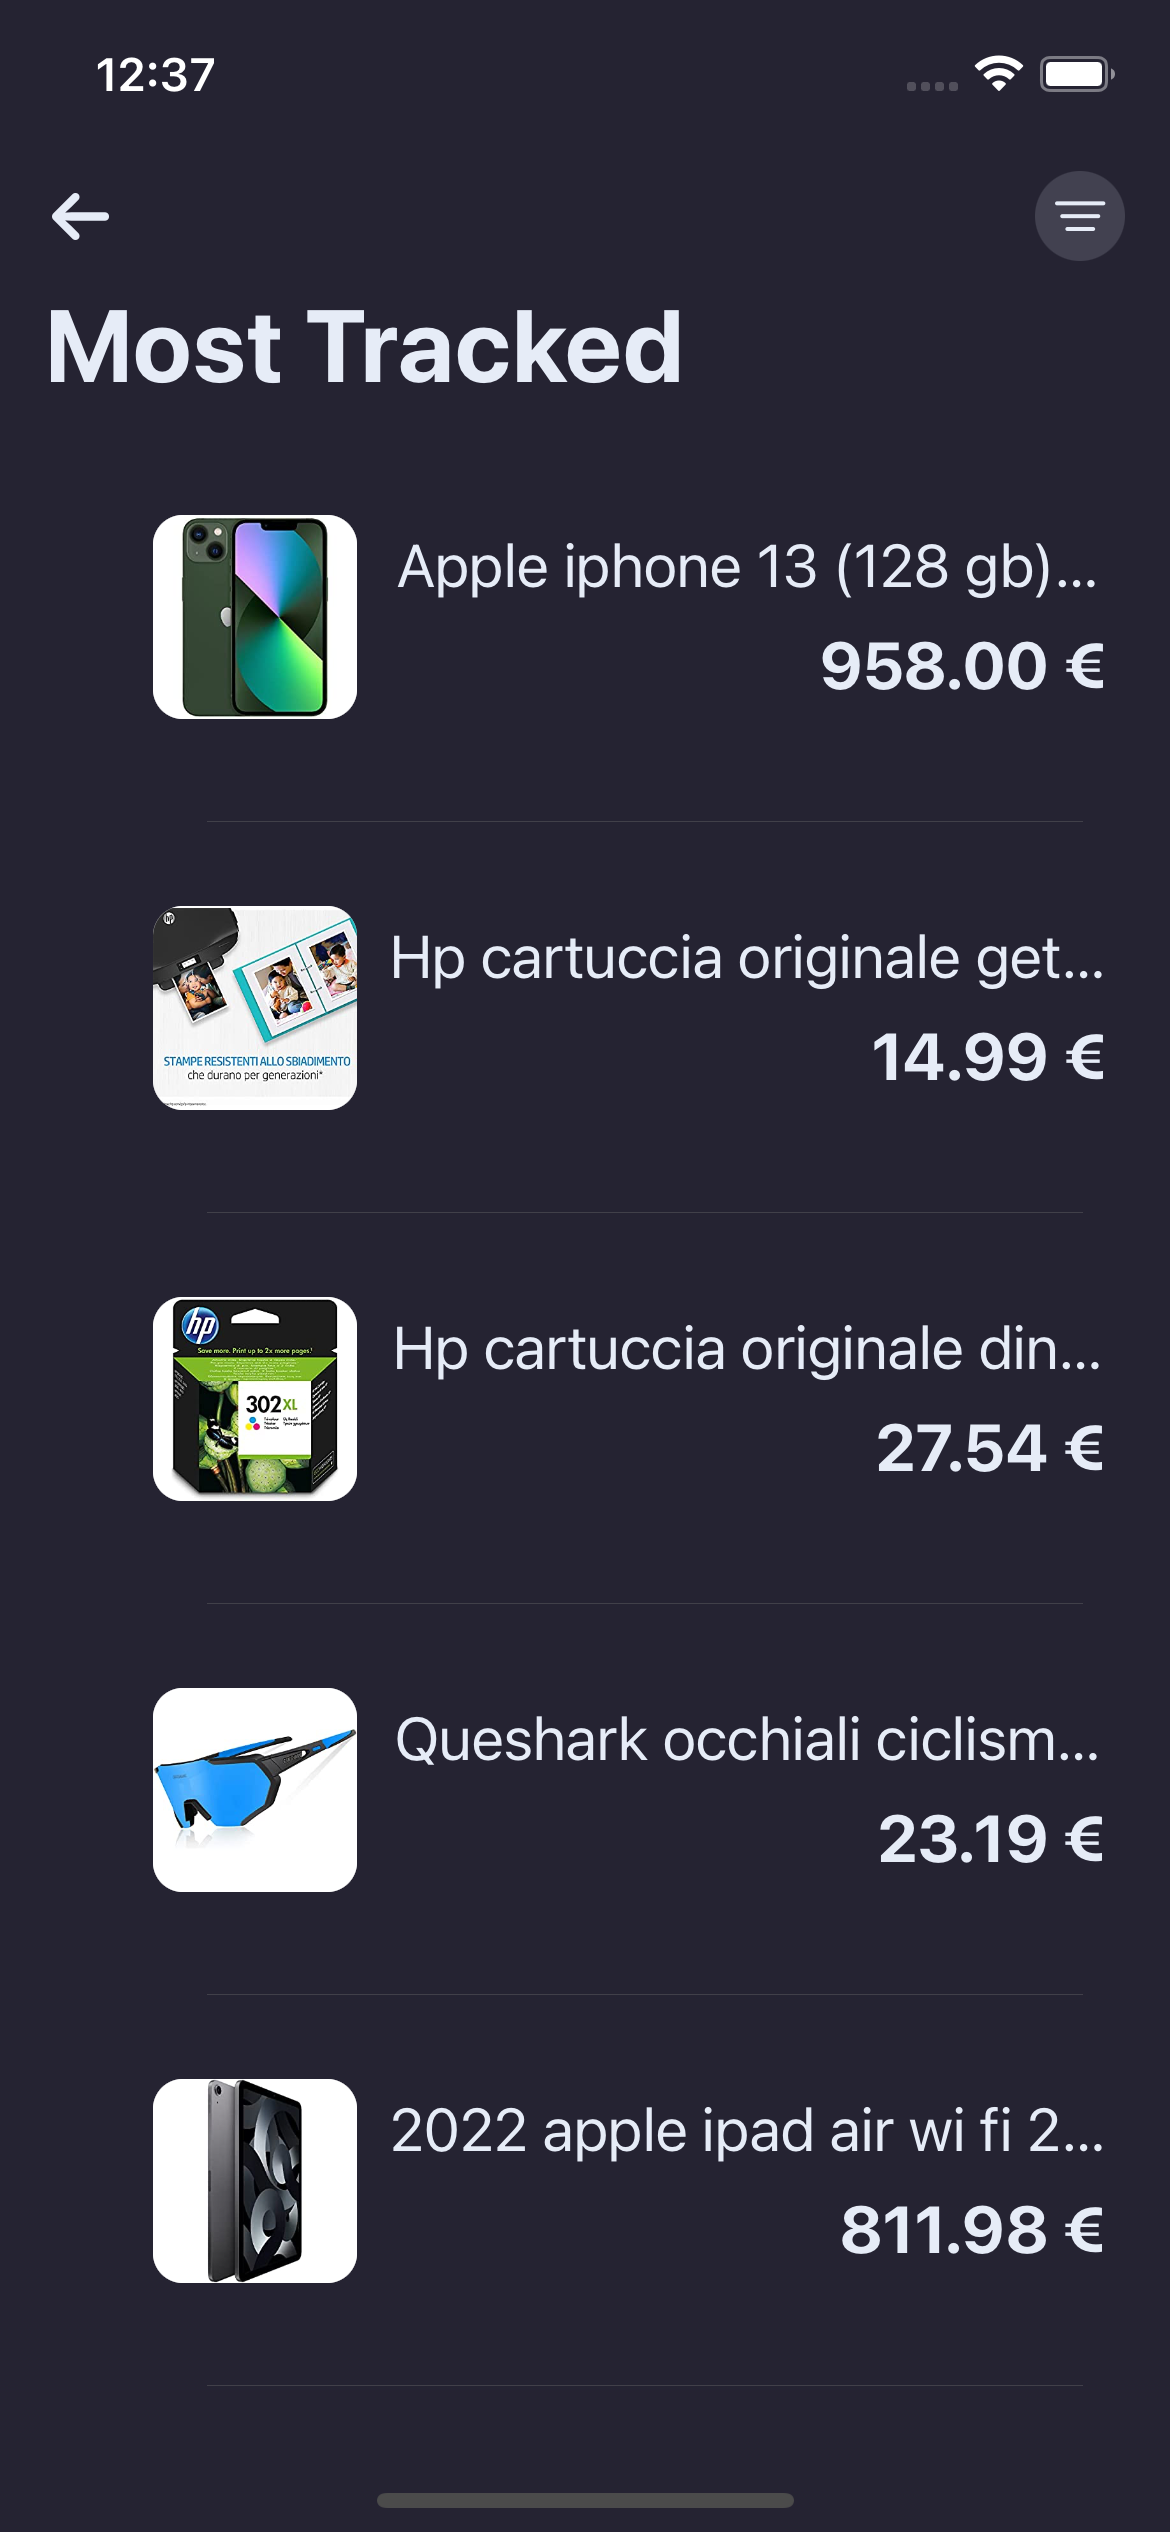 12:37
Most Tracked
Apple iphone 13 (128 gb)...
958.00 €
hp
STAMPE RESISTENTI ALLO SBIADIMENTO
che durano per generazioni*
Hp cartuccia originale get...
14.99 €
hp
Save more. Print up to 2x more pages!
302XL
Hp cartuccia originale din...
27.54 €
Queshark occhiali ciclism...
23.19 €
2022 apple ipad air wi fi 2...
811.98 €